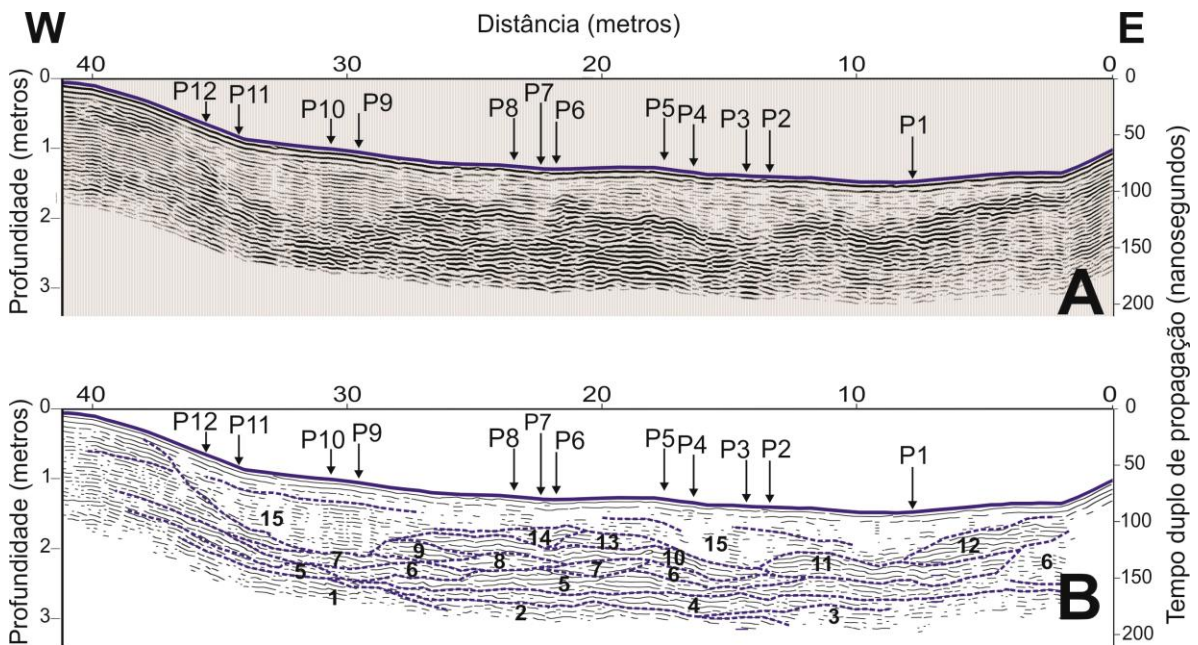 W Distância (metros) E
40 30 20 10 0
Profundidade (metros)
0
1
2
3
P12 P11 P10 P9 P8 P7 P6 P5 P4 P3 P2 P1
0
50
100
150
200
A
Tempo duplo de propagação (nanosegundos)
40 30 20 10 0
Profundidade (metros)
0
1
2
3
P12 P11 P10 P9 P8 P7 P6 P5 P4 P3 P2 P1
0
50
100
150
200
15 14 13 15 12
9 10
7 8 7 11 6
5 6 5 6
1 2 4 3
B